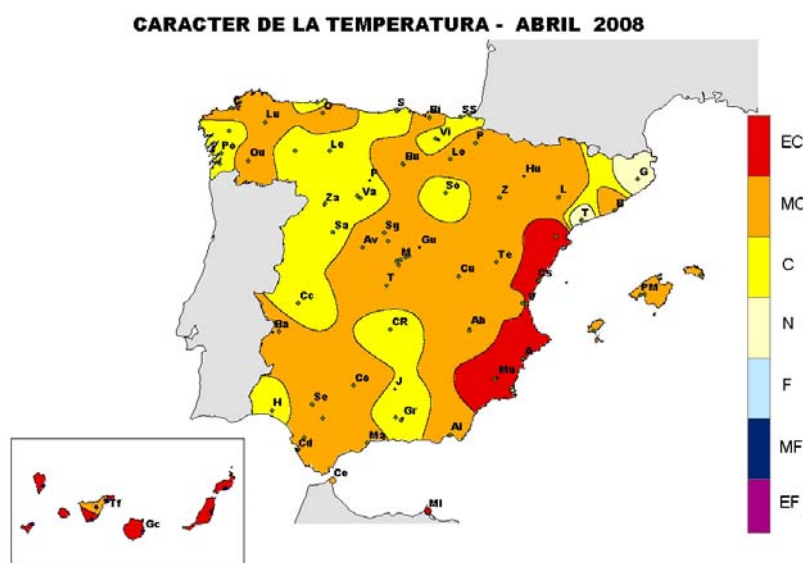 CARACTER DE LA TEMPERATURA - ABRIL 2008
C
O
S
Bi
SS
Lu
Vi
P
Po
Ou
Le
Bu
Lo
Hu
G
P
Va
So
Z
L
B
Za
T
Sa
Sg
Av
M
Gu
Te
Cs
T
Cu
PM
Cc
V
Ba
CR
Ab
A
Co
J
Mu
H
Se
Gr
Ma
Al
Cd
Ce
Ml
Tf
Gc
EC
MC
C
N
F
MF
EF